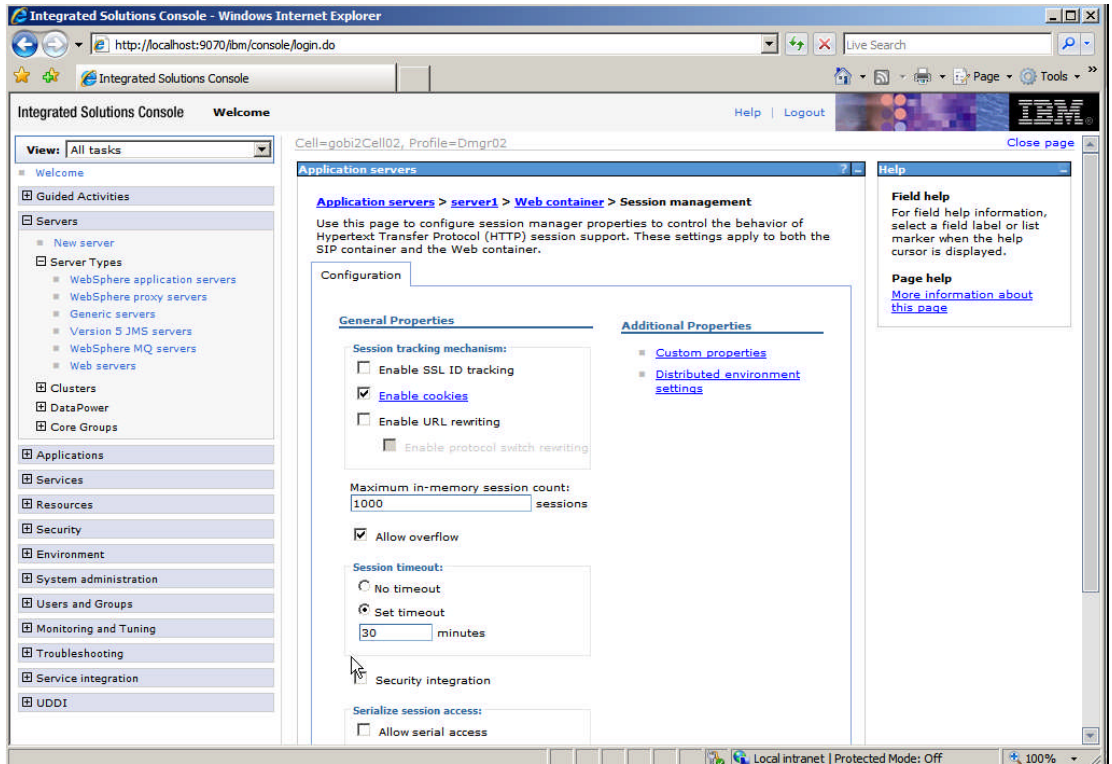 Integrated Solutions Console - Windows Internet Explorer
http://localhost:9070/ibm/console/login.do
Live Search
Integrated Solutions Console
Page
Tools
Integrated Solutions Console Welcome
Help | Logout
IBM
View: All tasks
Welcome
Guided Activities
Servers
New server
Server Types
WebSphere application servers
WebSphere proxy servers
Generic servers
Version 5 JMS servers
WebSphere MQ servers
Web servers
Clusters
DataPower
Core Groups
Applications
Services
Resources
Security
Environment
System administration
Users and Groups
Monitoring and Tuning
Troubleshooting
Service integration
UDDI
Cell=gobi2Cell02, Profile=Dmgr02
Close page
Application servers
Application servers > server1 > Web container > Session management
Use this page to configure session manager properties to control the behavior of
Hypertext Transfer Protocol (HTTP) session support. These settings apply to both the
SIP container and the Web container.
Configuration
General Properties
Session tracking mechanism:
Enable SSL ID tracking
Enable cookies
Enable URL rewriting
Enable protocol switch rewriting
Maximum in-memory session count:
1000 sessions
Allow overflow
Session timeout:
No timeout
Set timeout
30 minutes
Security integration
Serialize session access:
Allow serial access
Additional Properties
Custom properties
Distributed environment
settings
Help
Field help
For field help information,
select a field label or list
marker when the help
cursor is displayed.
Page help
More information about
this page
Local intranet | Protected Mode: Off
100%